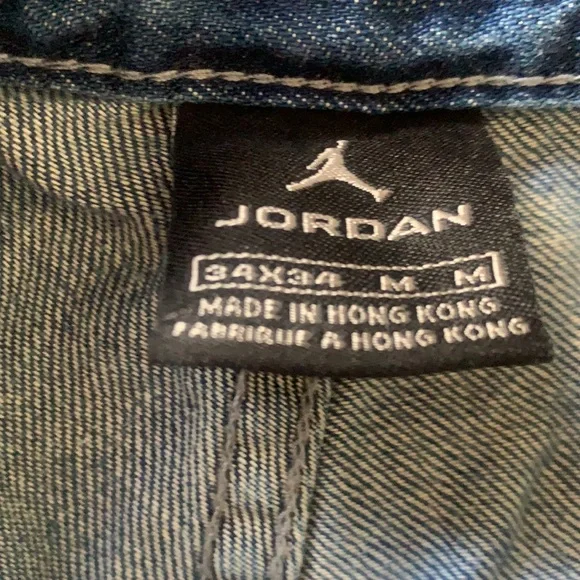 JORDAN
34X34 M M
MADE IN HONG KONG
FABRIQUE A HONG KONG